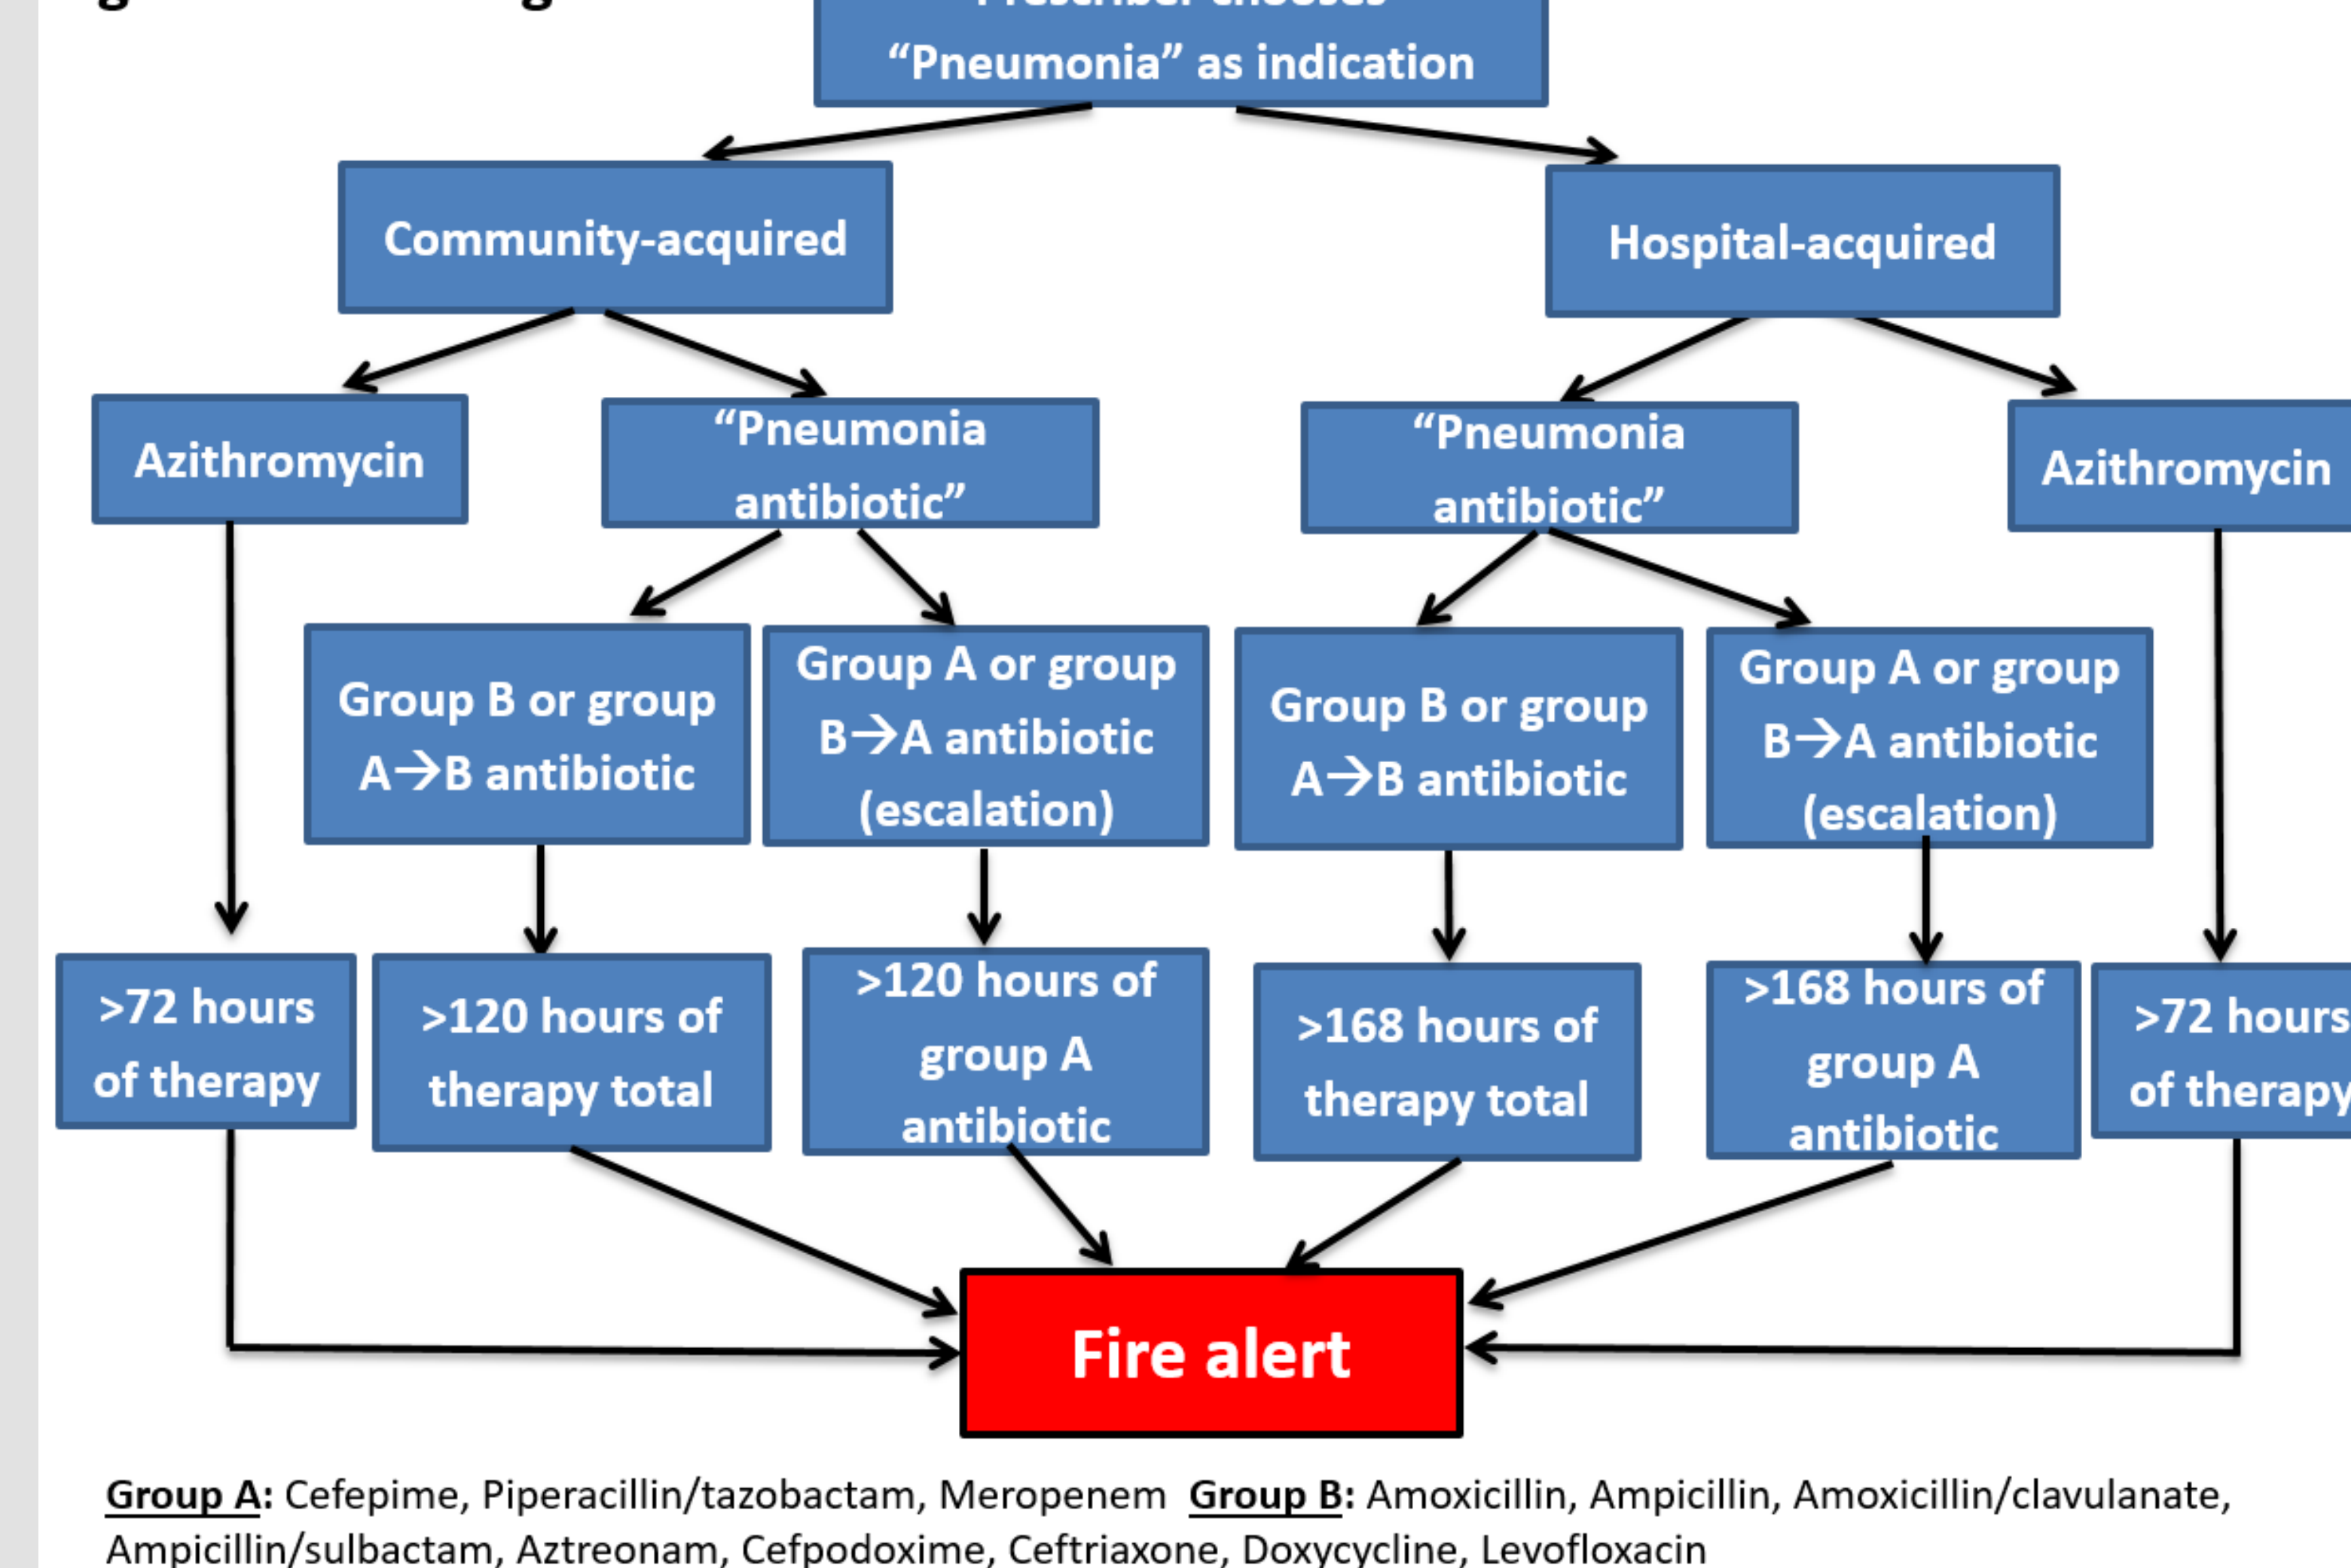 Prescriber chooses
“Pneumonia” as indication
Community-acquired
Hospital-acquired
Azithromycin
“Pneumonia
antibiotic”
“Pneumonia
antibiotic”
Azithromycin
Group B or group
A→B antibiotic
Group A or group
B→A antibiotic
(escalation)
Group B or group
A→B antibiotic
Group A or group
B→A antibiotic
(escalation)
>72 hours
of therapy
>120 hours of
therapy total
>120 hours of
group A
antibiotic
>168 hours of
therapy total
>168 hours of
group A
antibiotic
>72 hours
of therapy
Fire alert
Group A: Cefepime, Piperacillin/tazobactam, Meropenem Group B: Amoxicillin, Ampicillin, Amoxicillin/clavulanate,
Ampicillin/sulbactam, Aztreonam, Cefpodoxime, Ceftriaxone, Doxycycline, Levofloxacin